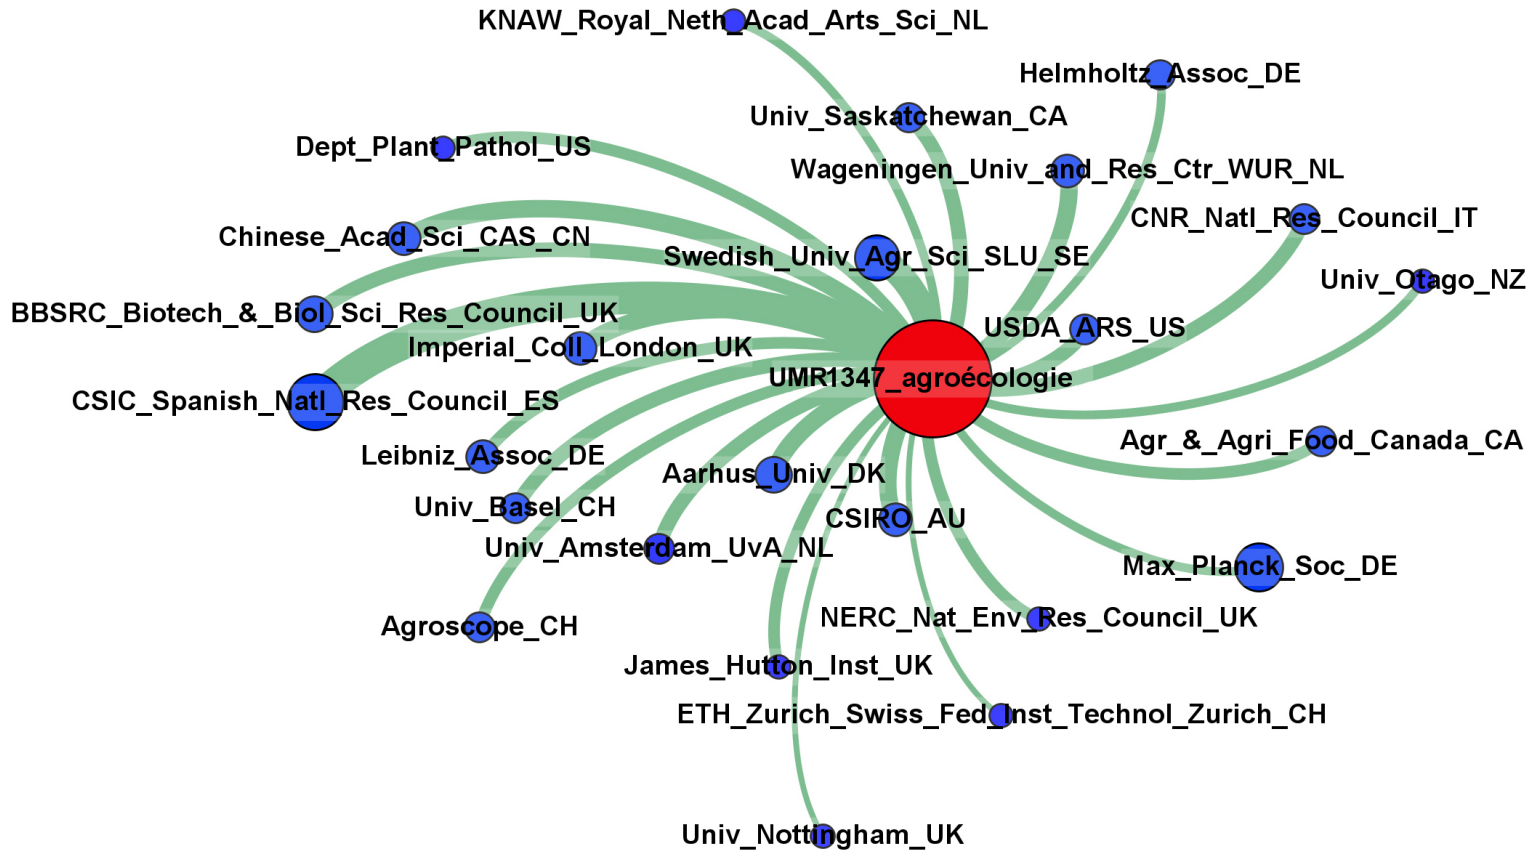 KNAW_Royal_Neth_Acad_Arts_Sci_NL
Helmholtz_Assoc_DE
Univ_Saskatchewan_CA
Dept_Plant_Pathol_US
Wageningen_Univ_and_Res_Ctr_WUR_NL
CNR_Natl_Res_Council_IT
Chinese_Acad_Sci_CAS_CN
Swedish_Univ_Agr_Sci_SLU_SE
Univ_Otago_NZ
BBSRC_Biotech_&_Biol_Sci_Res_Council_UK
USDA_ARS_US
Imperial_Coll_London_UK
UMR1347_agroécologie
CSIC_Spanish_Natl_Res_Council_ES
Agr_&_Agri_Food_Canada_CA
Leibniz_Assoc_DE
Aarhus_Univ_DK
Univ_Basel_CH
CSIRO_AU
Univ_Amsterdam_UvA_NL
Max_Planck_Soc_DE
NERC_Nat_Env_Res_Council_UK
Agroscope_CH
James_Hutton_Inst_UK
ETH_Zurich_Swiss_Fed_Inst_Technol_Zurich_CH
Univ_Nottingham_UK